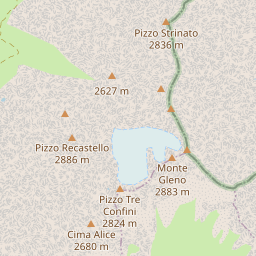 Pizzo Strinato
2836 m
2627 m
Pizzo Recastello
2886 m
Monte
Gleno
2883 m
Pizzo Tre
Confini
2824 m
Cima Alice
2680 m